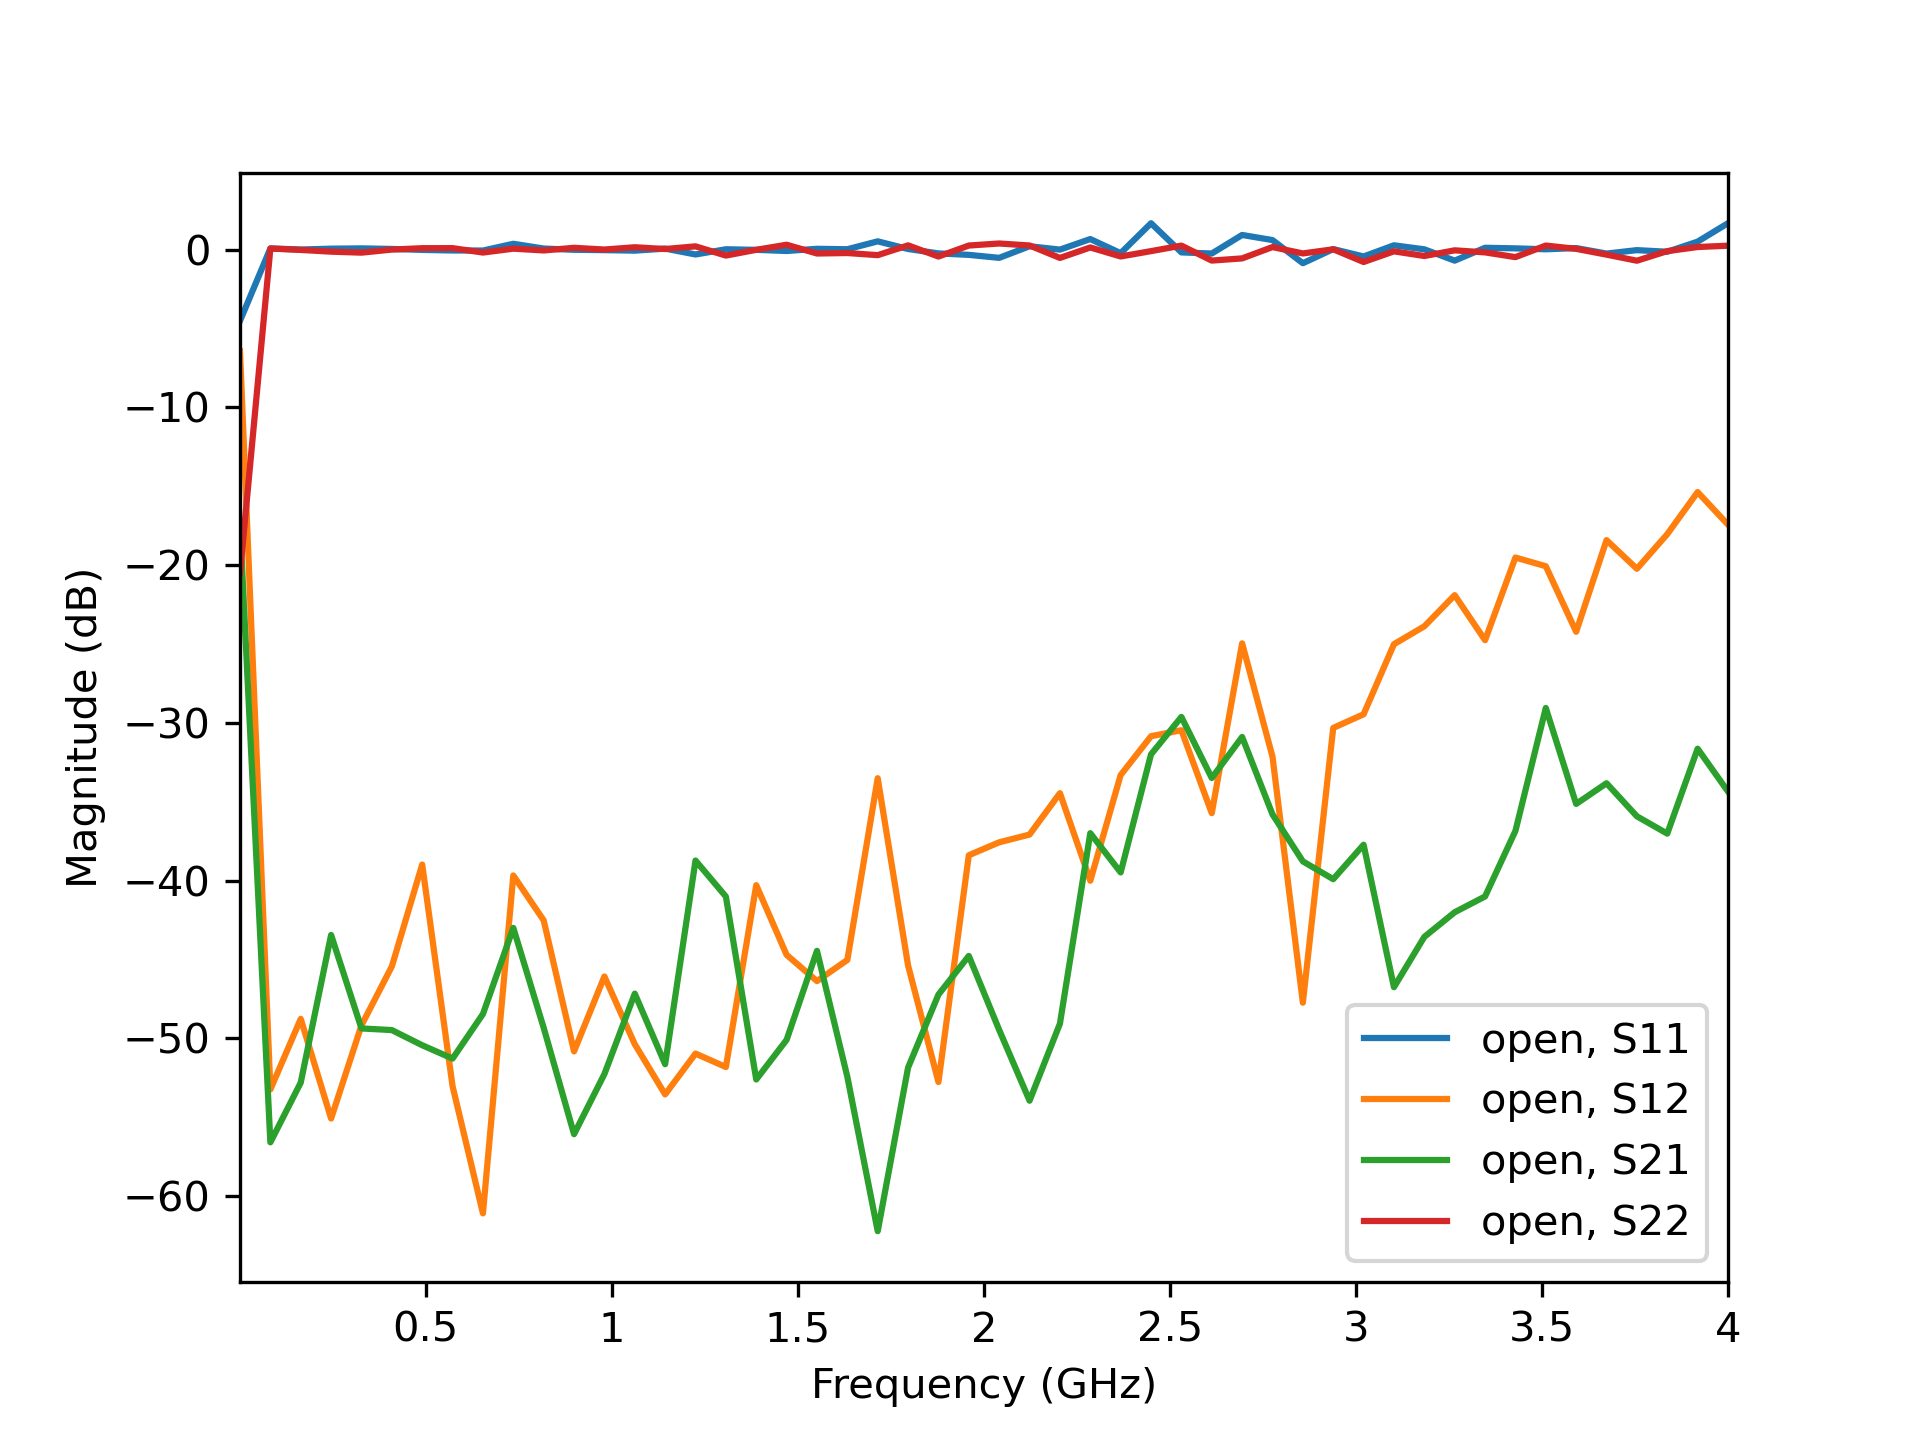 0
−10
−20
−30
−40
−50
−60
Magnitude (dB)
0.5 1 1.5 2 2.5 3 3.5 4
Frequency (GHz)
open, S11
open, S12
open, S21
open, S22